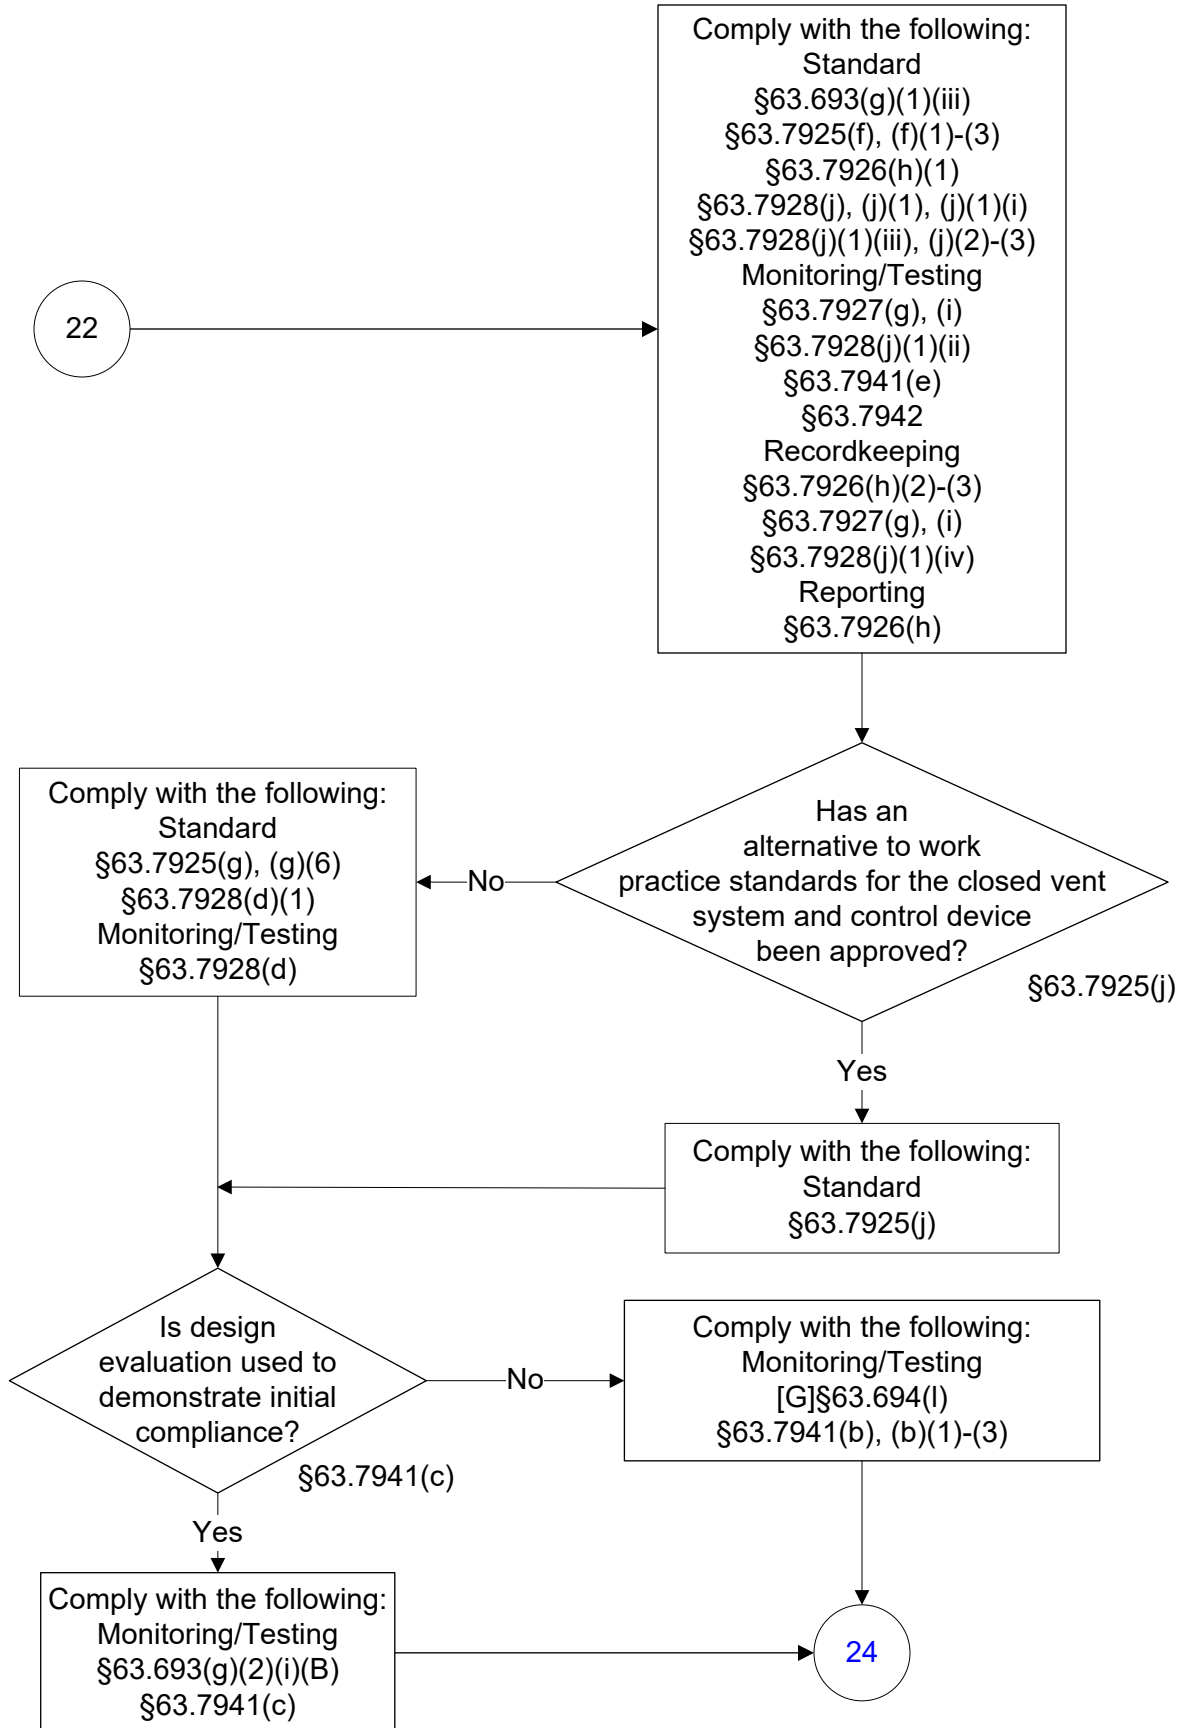 Comply with the following:
Standard
§63.693(g)(1)(iii)
§63.7925(f), (f)(1)-(3)
§63.7926(h)(1)
§63.7928(j), (j)(1), (j)(1)(i)
§63.7928(j)(1)(iii), (j)(2)-(3)
Monitoring/Testing
§63.7927(g), (i)
§63.7928(j)(1)(ii)
§63.7941(e)
§63.7942
Recordkeeping
§63.7926(h)(2)-(3)
§63.7927(g), (i)
§63.7928(j)(1)(iv)
Reporting
§63.7926(h)
22
Has an
alternative to work
practice standards for the closed vent
system and control device
been approved?
§63.7925(j)
No
Comply with the following:
Standard
§63.7925(g), (g)(6)
§63.7928(d)(1)
Monitoring/Testing
§63.7928(d)
Yes
Comply with the following:
Standard
§63.7925(j)
Is design
evaluation used to
demonstrate initial
compliance?
§63.7941(c)
No
Comply with the following:
Monitoring/Testing
[G]§63.694(l)
§63.7941(b), (b)(1)-(3)
Yes
Comply with the following:
Monitoring/Testing
§63.693(g)(2)(i)(B)
§63.7941(c)
24